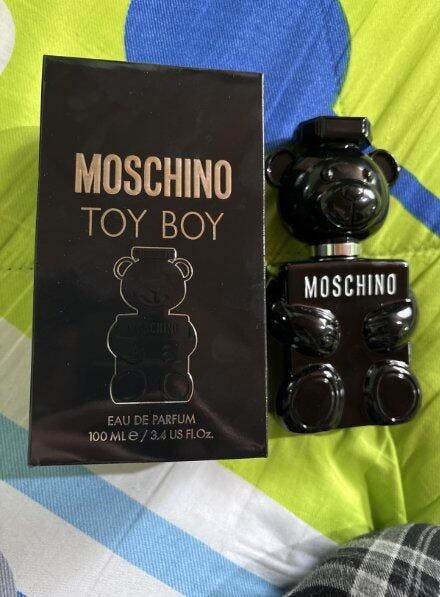 MOSCHINO
TOY BOY
MOSCHINO
EAU DE PARFUM
100 ML e / 3,4 US Fl.Oz.
MOSCHINO